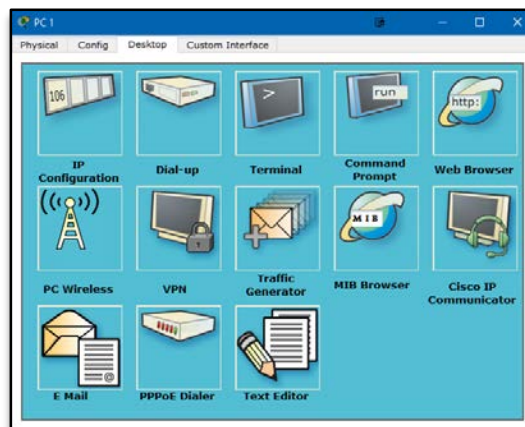 PC 1
Physical Config Desktop Custom Interface
106
>
run
http:
IP Configuration
Dial-up
Terminal
Command Prompt
Web Browser
MIB
PC Wireless
VPN
Traffic Generator
MIB Browser
Cisco IP Communicator
@
E Mail
PPPoE Dialer
Text Editor